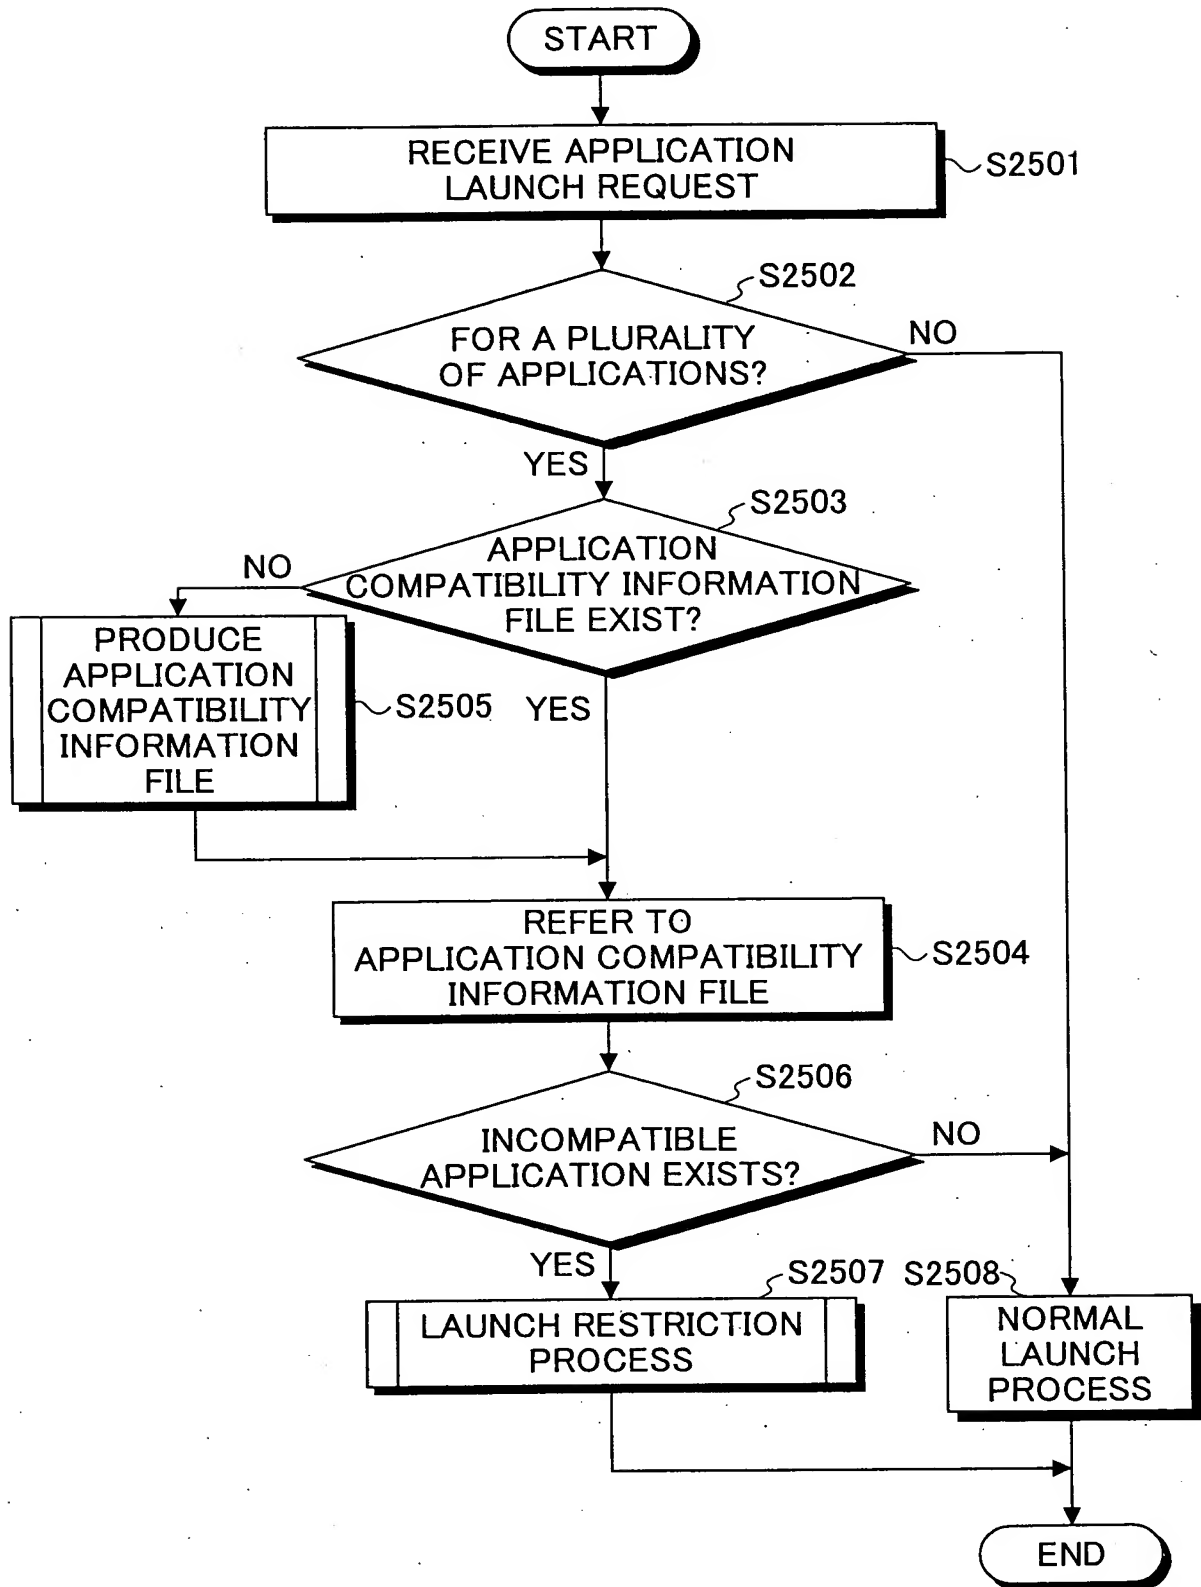 START
RECEIVE APPLICATION
LAUNCH REQUEST
S2501
S2502
FOR A PLURALITY
OF APPLICATIONS?
NO
YES
S2503
APPLICATION
COMPATIBILITY INFORMATION
FILE EXIST?
NO
YES
PRODUCE
APPLICATION
COMPATIBILITY
INFORMATION
FILE
S2505
REFER TO
APPLICATION COMPATIBILITY
INFORMATION FILE
S2504
S2506
INCOMPATIBLE
APPLICATION EXISTS?
NO
YES
S2507
LAUNCH RESTRICTION
PROCESS
S2508
NORMAL
LAUNCH
PROCESS
END